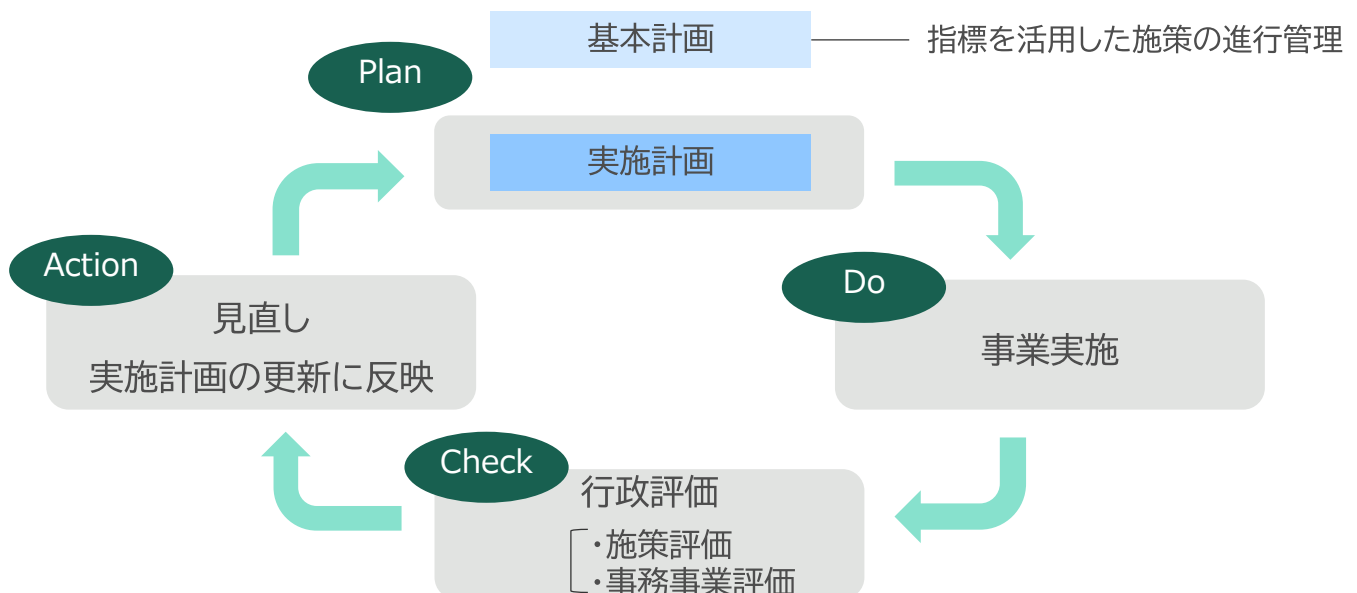 基本計画
指標を活用した施策の進行管理
Plan
実施計画
Action
見直し
実施計画の更新に反映
Do
事業実施
Check
行政評価
・施策評価
・事務事業評価